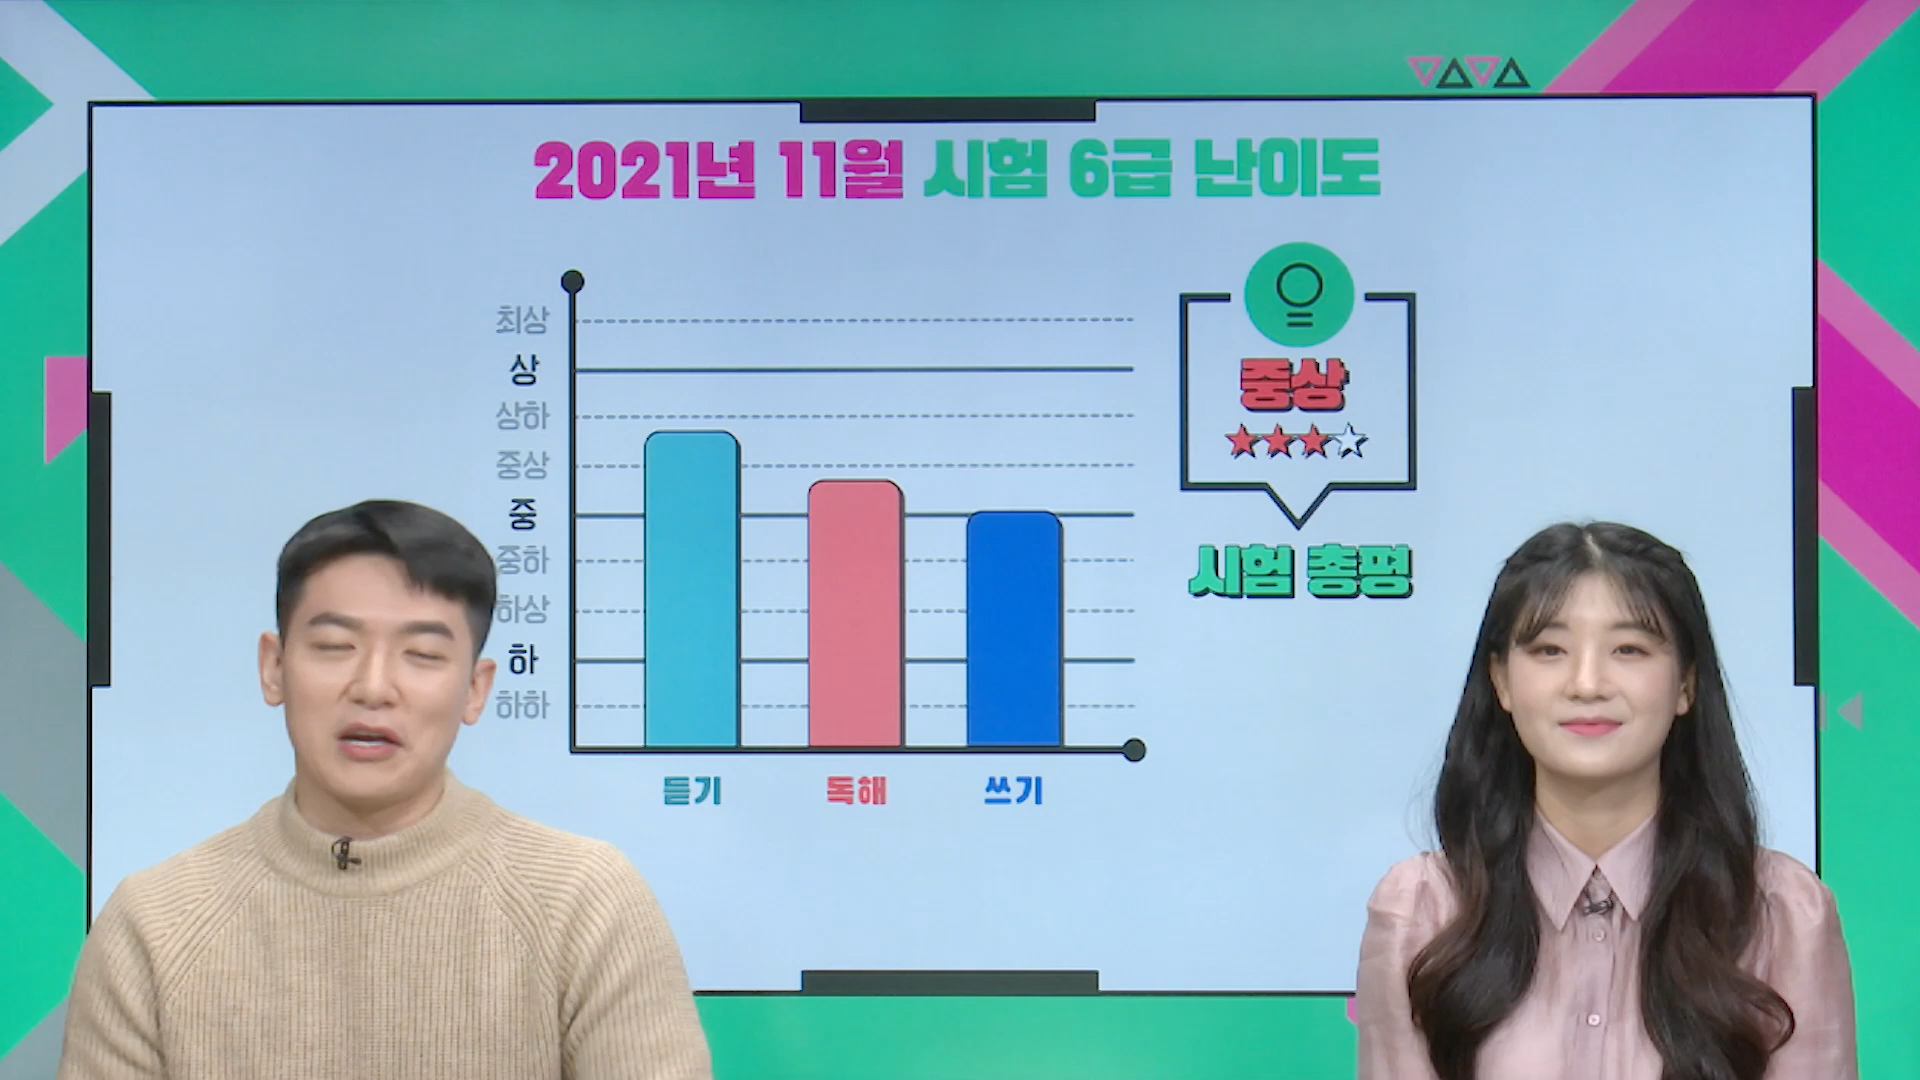 2021년 11월 시험 6급 난이도
최상
상
상하
중상
중
중하
하상
하
하하
듣기 독해 쓰기
중상
시험 총평